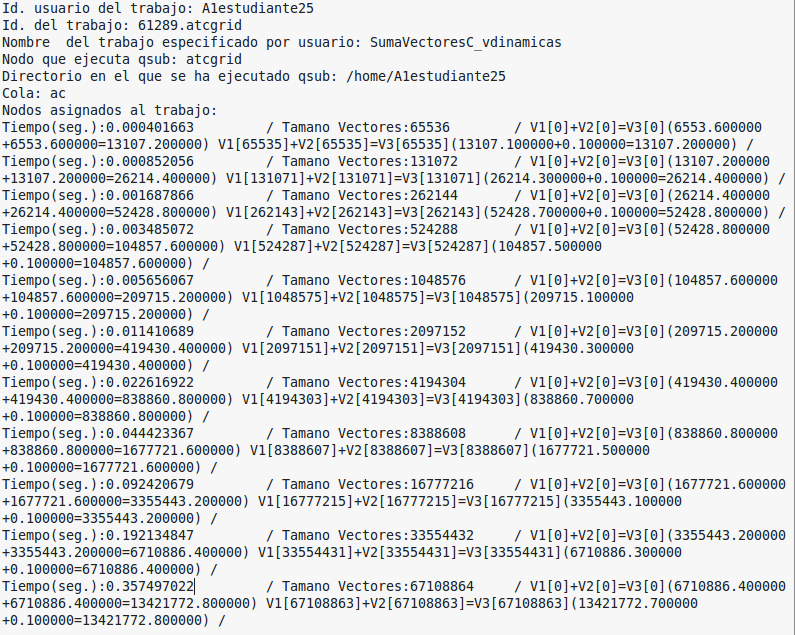 Id. usuario del trabajo: A1estudiante25
Id. del trabajo: 61289.atcgrid
Nombre  del trabajo especificado por usuario: SumaVectoresC_vdinamicas
Nodo que ejecuta qsub: atcgrid
Directorio en el que se ha ejecutado qsub: /home/A1estudiante25
Cola: ac
Nodos asignados al trabajo:
Tiempo(seg.):0.000401663         / Tamano Vectores:65536        / V1[0]+V2[0]=V3[0](6553.600000
+6553.600000=13107.200000) V1[65535]+V2[65535]=V3[65535](13107.100000+0.100000=13107.200000) /
Tiempo(seg.):0.000852056         / Tamano Vectores:131072       / V1[0]+V2[0]=V3[0](13107.200000
+13107.200000=26214.400000) V1[131071]+V2[131071]=V3[131071](26214.300000+0.100000=26214.400000) /
Tiempo(seg.):0.001687866         / Tamano Vectores:262144       / V1[0]+V2[0]=V3[0](26214.400000
+26214.400000=52428.800000) V1[262143]+V2[262143]=V3[262143](52428.700000+0.100000=52428.800000) /
Tiempo(seg.):0.003485072         / Tamano Vectores:524288       / V1[0]+V2[0]=V3[0](52428.800000
+52428.800000=104857.600000) V1[524287]+V2[524287]=V3[524287](104857.500000
+0.100000=104857.600000) /
Tiempo(seg.):0.005656067         / Tamano Vectores:1048576      / V1[0]+V2[0]=V3[0](104857.600000
+104857.600000=209715.200000) V1[1048575]+V2[1048575]=V3[1048575](209715.100000
+0.100000=209715.200000) /
Tiempo(seg.):0.011410689         / Tamano Vectores:2097152      / V1[0]+V2[0]=V3[0](209715.200000
+209715.200000=419430.400000) V1[2097151]+V2[2097151]=V3[2097151](419430.300000
+0.100000=419430.400000) /
Tiempo(seg.):0.022616922         / Tamano Vectores:4194304      / V1[0]+V2[0]=V3[0](419430.400000
+419430.400000=838860.800000) V1[4194303]+V2[4194303]=V3[4194303](838860.700000
+0.100000=838860.800000) /
Tiempo(seg.):0.044423367         / Tamano Vectores:8388608      / V1[0]+V2[0]=V3[0](838860.800000
+838860.800000=1677721.600000) V1[8388607]+V2[8388607]=V3[8388607](1677721.500000
+0.100000=1677721.600000) /
Tiempo(seg.):0.092420679         / Tamano Vectores:16777216     / V1[0]+V2[0]=V3[0](1677721.600000
+1677721.600000=3355443.200000) V1[16777215]+V2[16777215]=V3[16777215](3355443.100000
+0.100000=3355443.200000) /
Tiempo(seg.):0.192134847         / Tamano Vectores:33554432     / V1[0]+V2[0]=V3[0](3355443.200000
+3355443.200000=6710886.400000) V1[33554431]+V2[33554431]=V3[33554431](6710886.300000
+0.100000=6710886.400000) /
Tiempo(seg.):0.357497022         / Tamano Vectores:67108864     / V1[0]+V2[0]=V3[0](6710886.400000
+6710886.400000=13421772.800000) V1[67108863]+V2[67108863]=V3[67108863](13421772.700000
+0.100000=13421772.800000) /